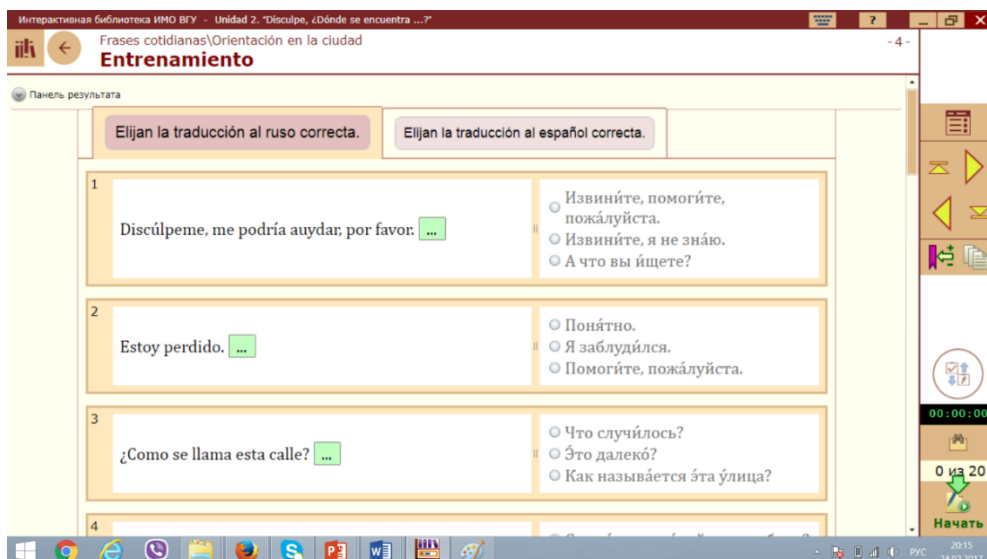 Интерактивная библиотека ИМО ВГУ - Unidad 2. "Disculpe, ¿Dónde se encuentra ...?"
?
Frases cotidianas\Orientación en la ciudad
- 4 -
Entrenamiento
Панель результата
Elijan la traducción al ruso correcta.
Elijan la traducción al español correcta.
1
Discúlpeme, me podría auydar, por favor. ...
Извини́те, помоги́те,
пожа́луйста.
Извини́те, я не зна́ю.
А что вы и́щете?
2
Estoy perdido. ...
Поня́тно.
Я заблуди́лся.
Помоги́те, пожа́луйста.
3
¿Como se llama esta calle? ...
Что случи́лось?
Э́то далеко́?
Как называ́ется э́та у́лица?
4
00:00:00
0 из 20
Начать
РУС
20:15